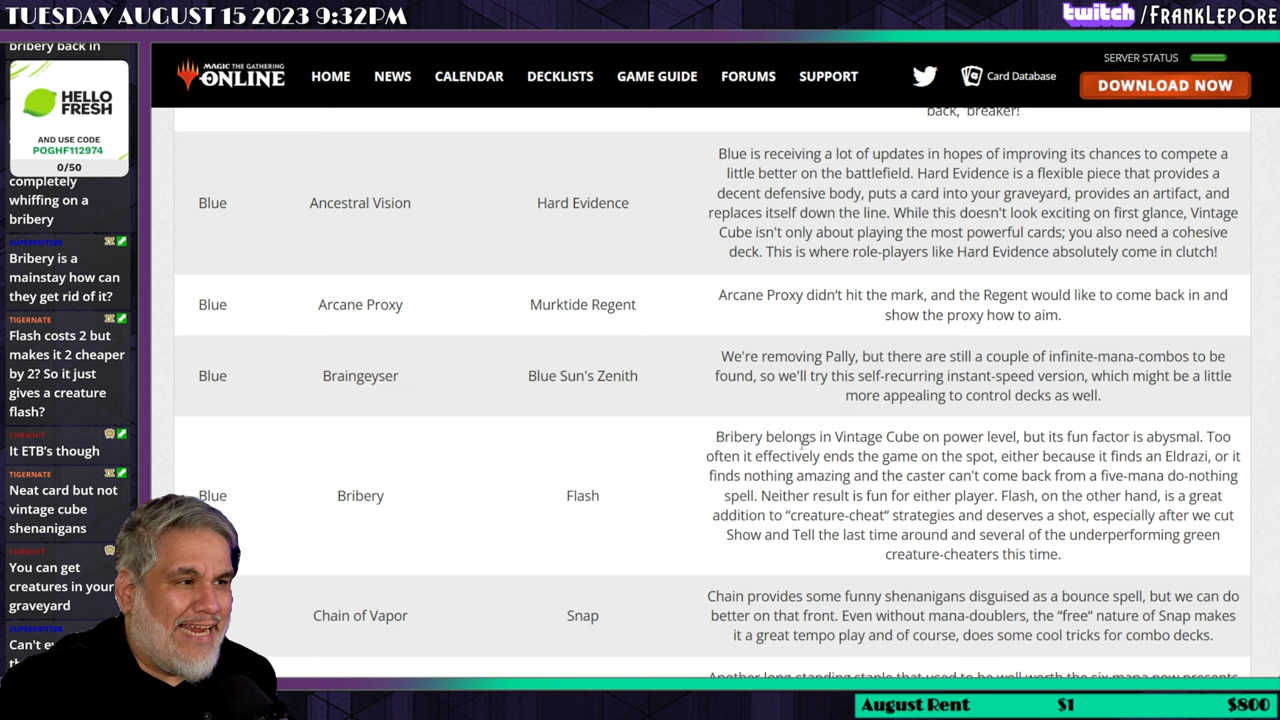 TUESDAY AUGUST 15 2023 9:32PM
twitch /FRANKLEPORE
bribery back in
HELLO
FRESH
AND USE CODE
POGHF112974
0/50
completely
whiffing on a
bribery
SUPERFRITZER
Bribery is a
mainstay how can
they get rid of it?
TIGERNATE
Flash costs 2 but
makes it 2 cheaper
by 2? So it just
gives a creature
flash?
CHRWHIT
It ETB's though
TIGERNATE
Neat card but not
vintage cube
shenanigans
CHRWHIT
You can get
creatures in your
graveyard
Can't
MAGIC THE GATHERING
ONLINE
HOME
NEWS
CALENDAR
DECKLISTS
GAME GUIDE
FORUMS
SUPPORT
Card Database
SERVER STATUS
DOWNLOAD NOW
back, 'breaker!
Blue
Ancestral Vision
Hard Evidence
Blue is receiving a lot of updates in hopes of improving its chances to compete a
little better on the battlefield. Hard Evidence is a flexible piece that provides a
decent defensive body, puts a card into your graveyard, provides an artifact, and
replaces itself down the line. While this doesn't look exciting on first glance, Vintage
Cube isn't only about playing the most powerful cards; you also need a cohesive
deck. This is where role-players like Hard Evidence absolutely come in clutch!
Blue
Arcane Proxy
Murktide Regent
Arcane Proxy didn't hit the mark, and the Regent would like to come back in and
show the proxy how to aim.
Blue
Braingeyser
Blue Sun's Zenith
We're removing Pally, but there are still a couple of infinite-mana-combos to be
found, so we'll try this self-recurring instant-speed version, which might be a little
more appealing to control decks as well.
Blue
Bribery
Flash
Bribery belongs in Vintage Cube on power level, but its fun factor is abysmal. Too
often it effectively ends the game on the spot, either because it finds an Eldrazi, or it
finds nothing amazing and the caster can't come back from a five-mana do-nothing
spell. Neither result is fun for either player. Flash, on the other hand, is a great
addition to "creature-cheat" strategies and deserves a shot, especially after we cut
Show and Tell the last time around and several of the underperforming green
creature-cheaters this time.
Chain of Vapor
Snap
Chain provides some funny shenanigans disguised as a bounce spell, but we can do
better on that front. Even without mana-doublers, the "free" nature of Snap makes
it a great tempo play and of course, does some cool tricks for combo decks.
Another long-standing staple that used to be well worth the six mana now presents
August Rent
$1
$800